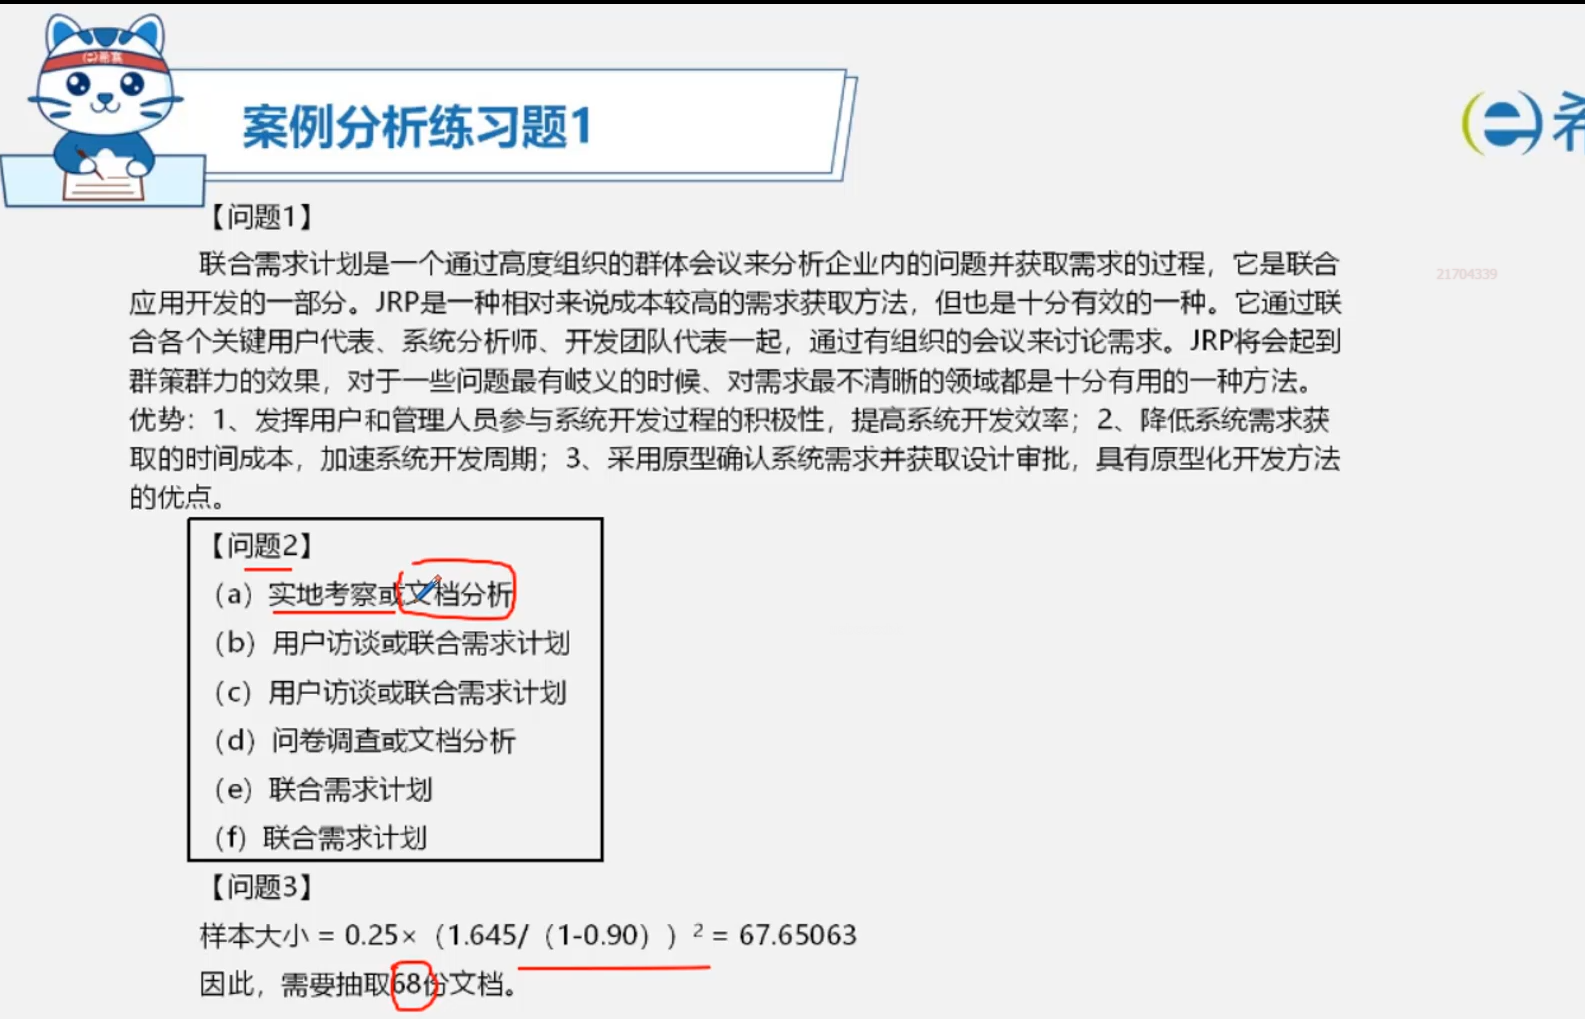 希赛
案例分析练习题1
希
【问题1】
联合需求计划是一个通过高度组织的群体会议来分析企业内的问题并获取需求的过程，它是联合
应用开发的一部分。JRP是一种相对来说成本较高的需求获取方法，但也是十分有效的一种。它通过联
合各个关键用户代表、系统分析师、开发团队代表一起，通过有组织的会议来讨论需求。JRP将会起到
群策群力的效果，对于一些问题最有岐义的时候、对需求最不清晰的领域都是十分有用的一种方法。
优势：1、发挥用户和管理人员参与系统开发过程的积极性，提高系统开发效率；2、降低系统需求获
取的时间成本，加速系统开发周期；3、采用原型确认系统需求并获取设计审批，具有原型化开发方法
的优点。
21704339
【问题2】
（a）实地考察或文档分析
（b）用户访谈或联合需求计划
（c）用户访谈或联合需求计划
（d）问卷调查或文档分析
（e）联合需求计划
（f）联合需求计划
【问题3】
样本大小 = 0.25×（1.645/（1-0.90））² = 67.65063
因此，需要抽取68份文档。